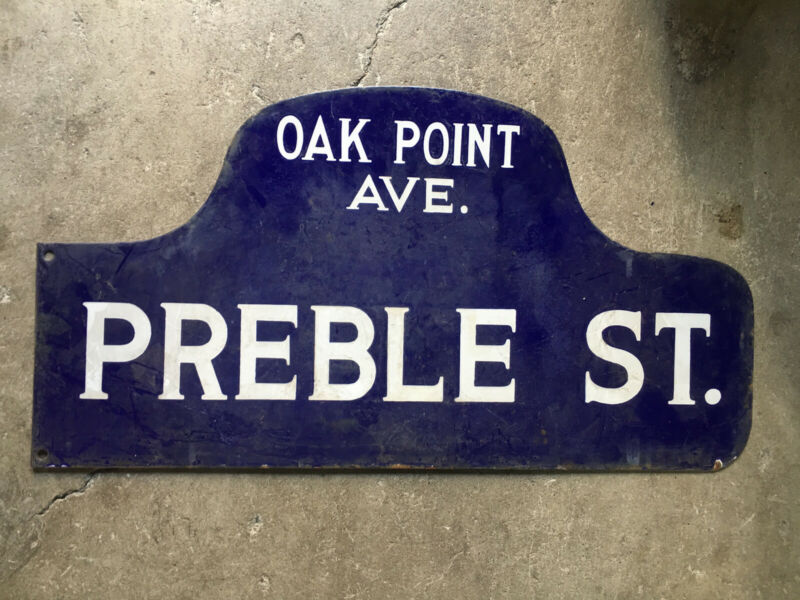 OAK POINT
AVE.
PREBLE ST.